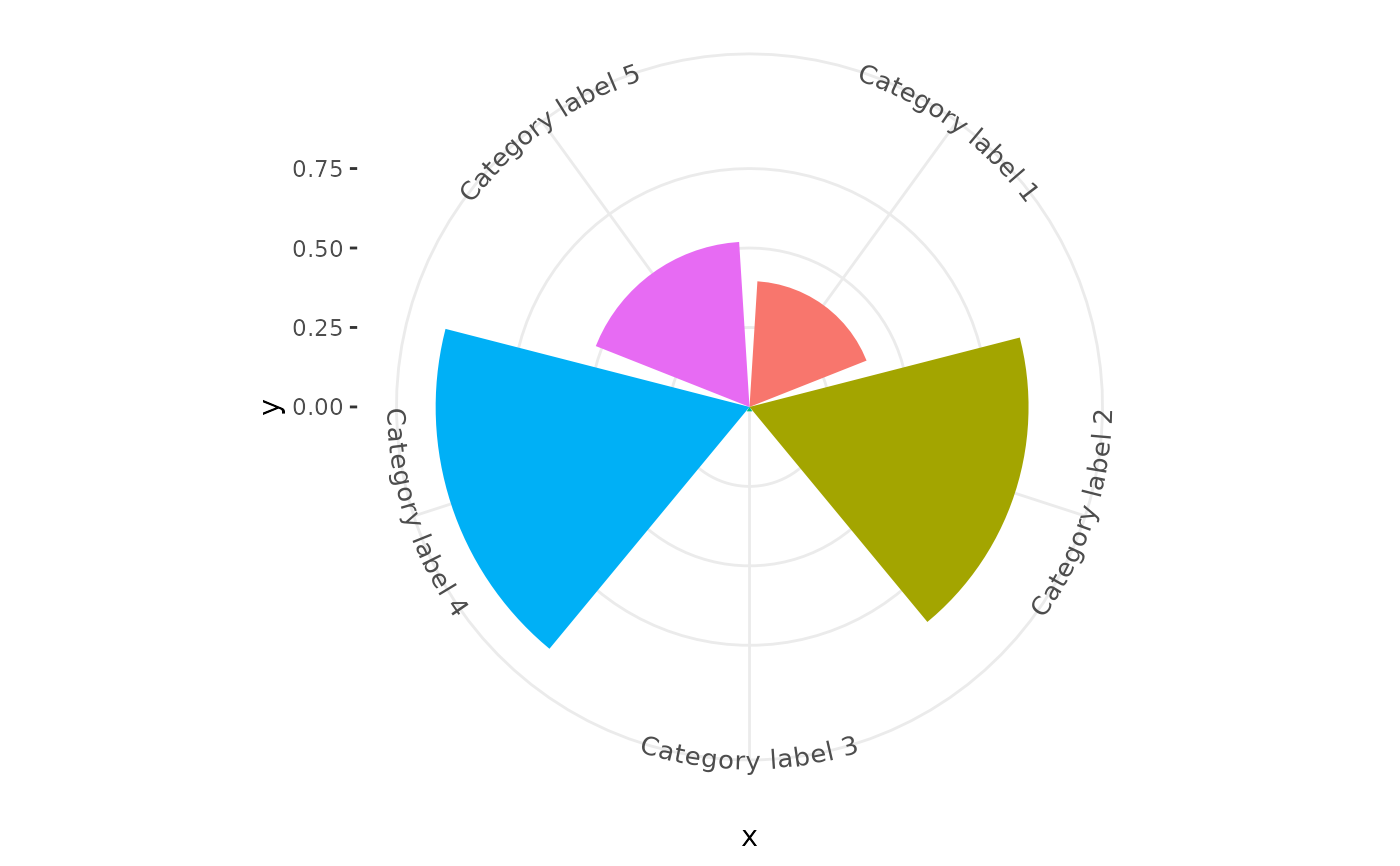 Category label 5
Category label 1
0.75
0.50
0.25
0.00
y
Category label 4
Category label 2
Category label 3
x